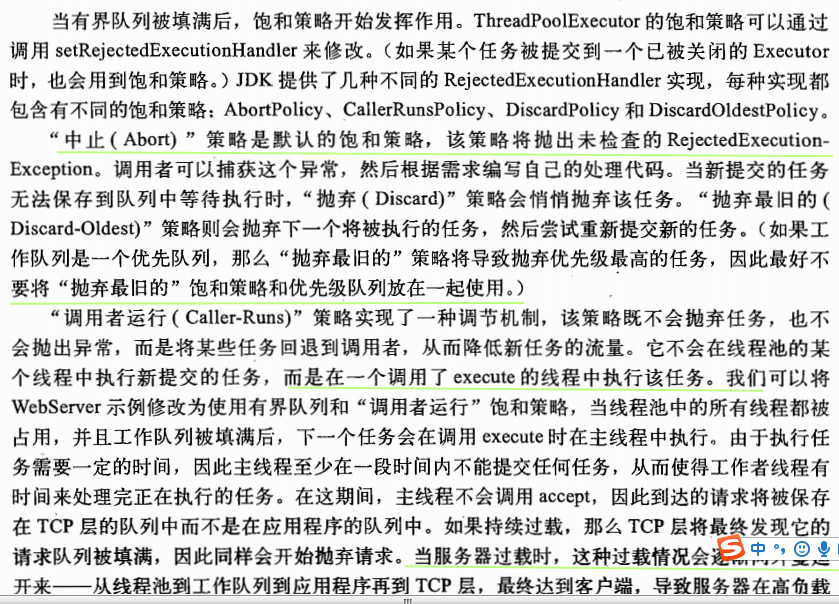 当有界队列被填满后，饱和策略开始发挥作用。ThreadPoolExecutor 的饱和策略可以通过
调用 setRejectedExecutionHandler 来修改。（如果某个任务被提交到一个已被关闭的 Executor
时，也会用到饱和策略。）JDK 提供了几种不同的 RejectedExecutionHandler 实现，每种实现都
包含有不同的饱和策略：AbortPolicy、CallerRunsPolicy、DiscardPolicy 和 DiscardOldestPolicy。
“中止（Abort）”策略是默认的饱和策略，该策略将抛出未检查的 RejectedExecution-
Exception。调用者可以捕获这个异常，然后根据需求编写自己的处理代码。当新提交的任务
无法保存到队列中等待执行时，“抛弃（Discard）”策略会悄悄抛弃该任务。“抛弃最旧的（
Discard-Oldest）”策略则会抛弃下一个将被执行的任务，然后尝试重新提交新的任务。（如果工
作队列是一个优先队列，那么“抛弃最旧的”策略将导致抛弃优先级最高的任务，因此最好不
要将“抛弃最旧的”饱和策略和优先级队列放在一起使用。）
“调用者运行（Caller-Runs）”策略实现了一种调节机制，该策略既不会抛弃任务，也不
会抛出异常，而是将某些任务回退到调用者，从而降低新任务的流量。它不会在线程池的某
个线程中执行新提交的任务，而是在一个调用了 execute 的线程中执行该任务。我们可以将
WebServer 示例修改为使用有界队列和“调用者运行”饱和策略，当线程池中的所有线程都被
占用，并且工作队列被填满后，下一个任务会在调用 execute 时在主线程中执行。由于执行任
务需要一定的时间，因此主线程至少在一段时间内不能提交任何任务，从而使得工作者线程有
时间来处理完正在执行的任务。在这期间，主线程不会调用 accept，因此到达的请求将被保存
在 TCP 层的队列中而不是在应用程序的队列中。如果持续过载，那么 TCP 层将最终发现它的
请求队列被填满，因此同样会开始抛弃请求。当服务器过载时，这种过载情况会
开来——从线程池到工作队列到应用程序再到 TCP 层，最终达到客户端，导致服务器在高负载
S 中